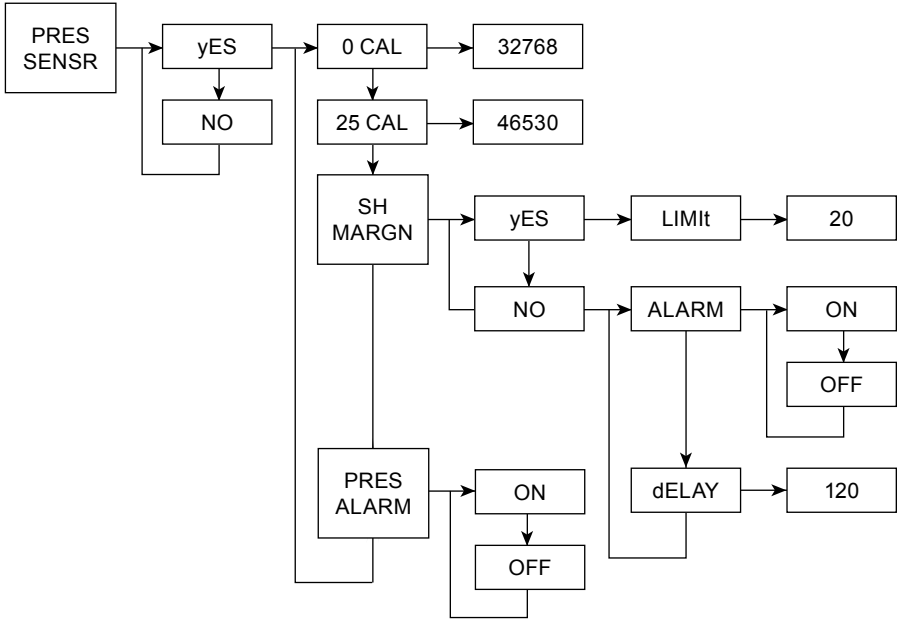 PRES
SENSR
yES
NO
0 CAL
32768
25 CAL
46530
SH
MARGN
yES
LIMIt
20
NO
ALARM
ON
OFF
dELAY
120
PRES
ALARM
ON
OFF